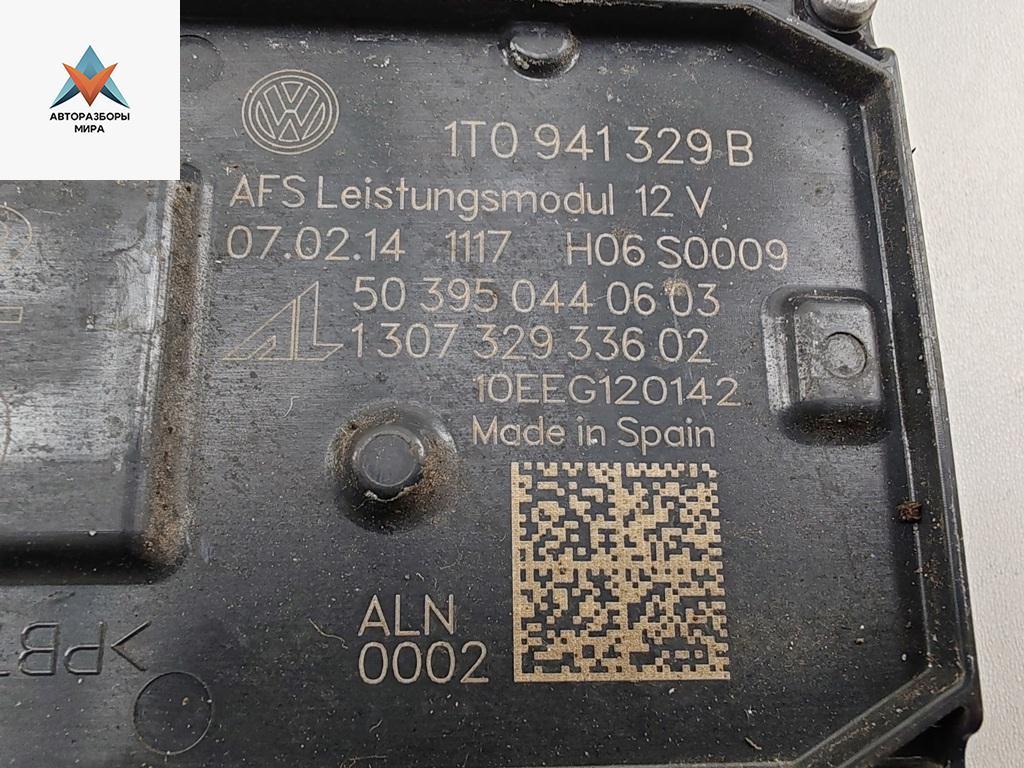 АВТОРАЗБОРЫ
МИРА
1T0 941 329 B
AFS Leistungsmodul 12 V
07.02.14 1117 H06 S0009
50 395 044 06 03
1 307 329 336 02
10EEG120142
Made in Spain
ALN
0002
>PB